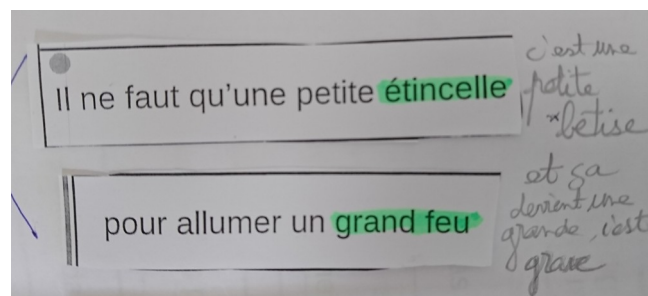 Il ne faut qu'une petite étincelle
c'est une
petite
*betise
pour allumer un grand feu
et ça
devient une
grande, c'est
grave